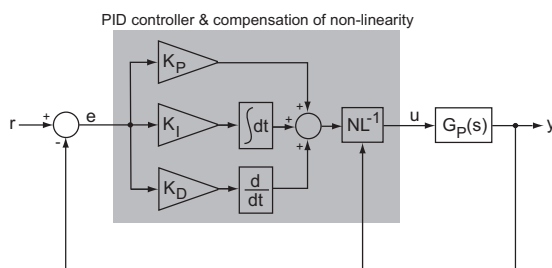 PID controller & compensation of non-linearity
K_P
+
r
+
-
e
K_I
∫dt
+
+
NL^-1
u
G_P(s)
y
K_D
d/dt